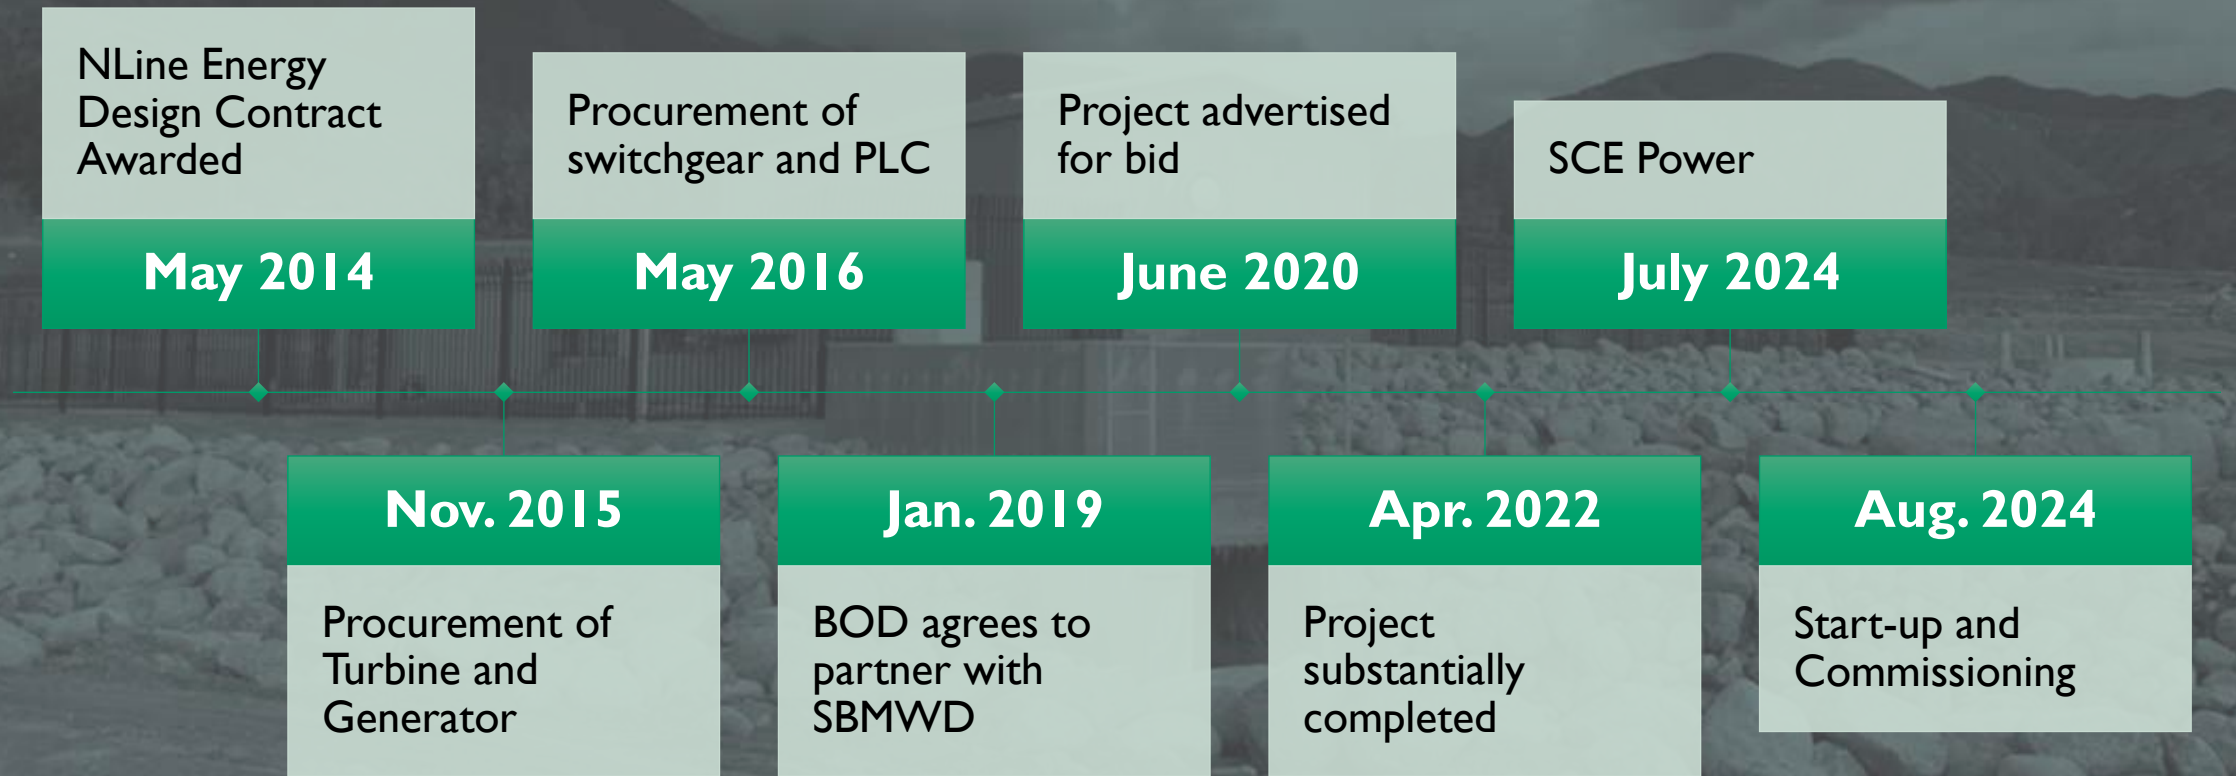 NLine Energy
Design Contract
Awarded
May 2014
Nov. 2015
Procurement of
Turbine and
Generator
Procurement of
switchgear and PLC
May 2016
Jan. 2019
BOD agrees to
partner with
SBMWD
Project advertised
for bid
June 2020
Apr. 2022
Project
substantially
completed
SCE Power
July 2024
Aug. 2024
Start-up and
Commissioning